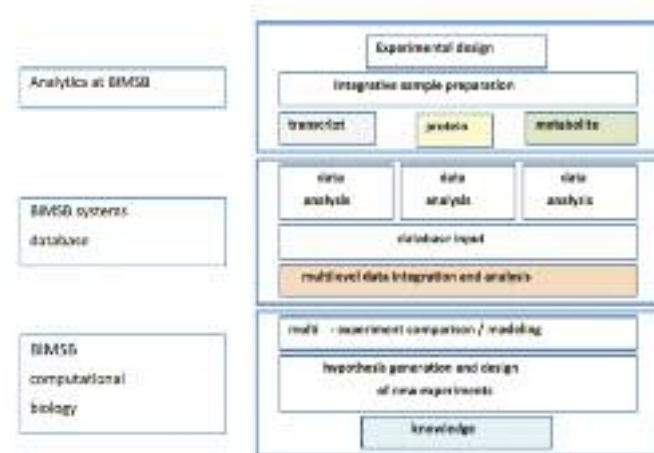 Analytics at BIMSB
Experimental design
Integrative sample preparation
transcript
protein
metabolite
BIMSB systems
database
data
analysis
data
analysis
data
analysis
database input
multilevel data integration and analysis
BIMSB
computational
biology
multi - experiment comparison / modeling
hypothesis generation and design
of new experiments
knowledge